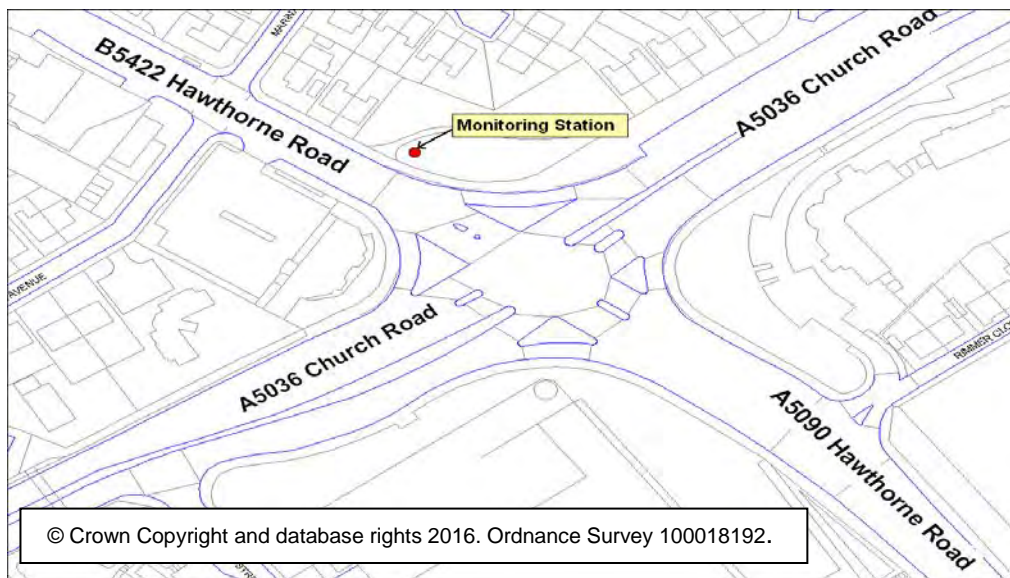 MARINA
B5422 Hawthorne Road
A5036 Church Road
Monitoring Station
AVENUE
A5036 Church Road
RIMMER CLO
A5090 Hawthorne Road
© Crown Copyright and database rights 2016. Ordnance Survey 100018192.